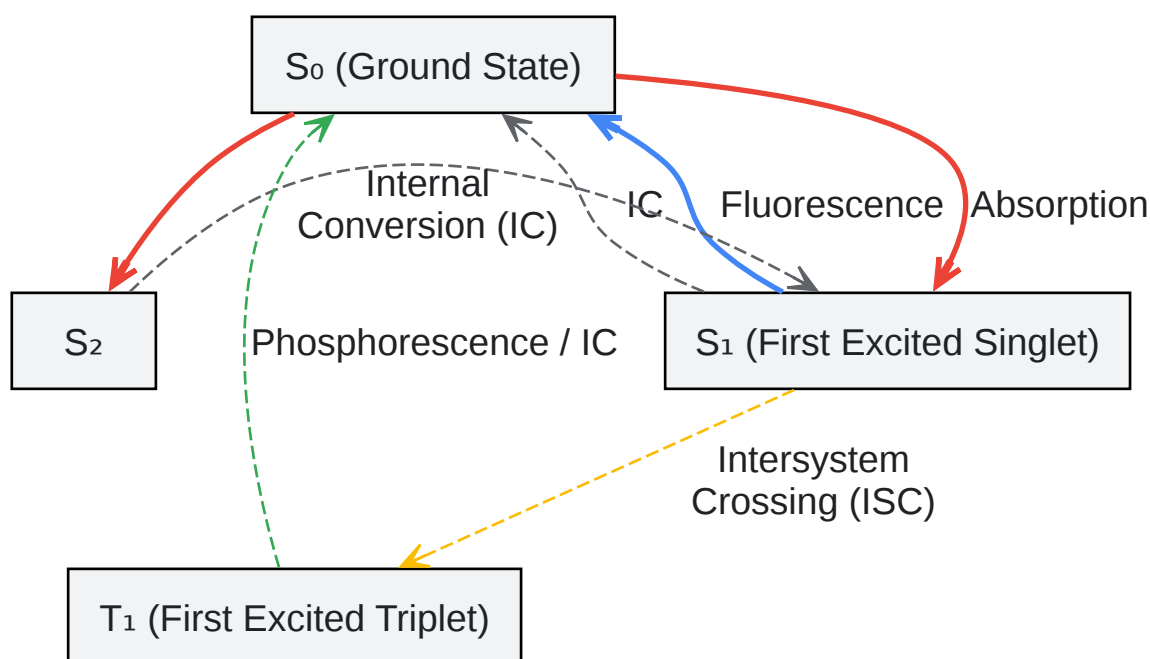 S₀ (Ground State)
Internal
Conversion (IC)
IC
Fluorescence
Absorption
S₂
Phosphorescence / IC
S₁ (First Excited Singlet)
Intersystem
Crossing (ISC)
T₁ (First Excited Triplet)